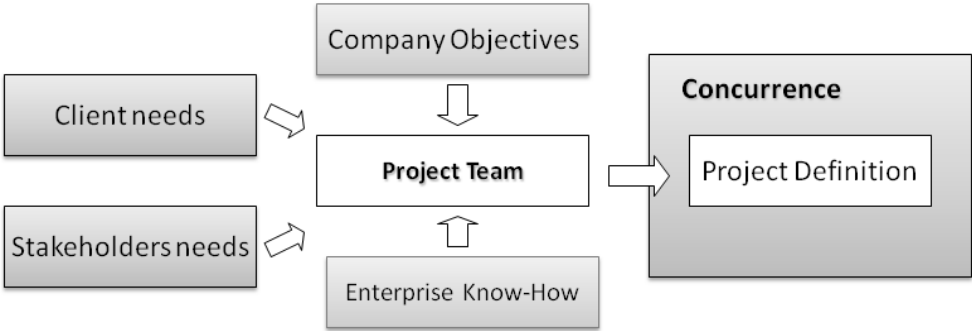 Company Objectives
Client needs
Concurrence
Project Team
Project Definition
Stakeholders needs
Enterprise Know-How